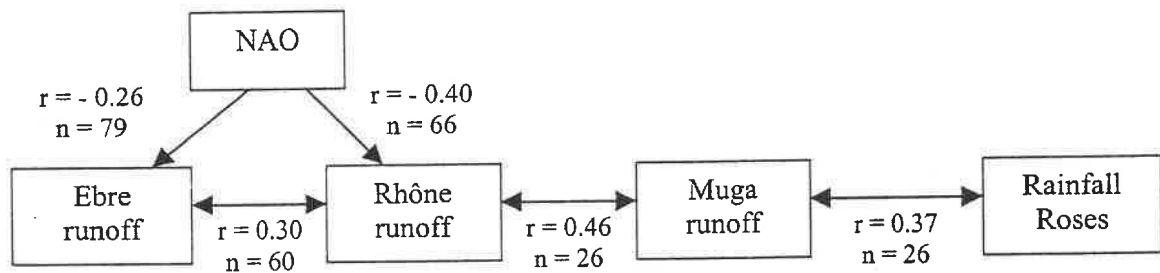 NAO
r = - 0.26
n = 79
r = - 0.40
n = 66
Ebre
runoff
r = 0.30
n = 60
Rhône
runoff
r = 0.46
n = 26
Muga
runoff
r = 0.37
n = 26
Rainfall
Roses